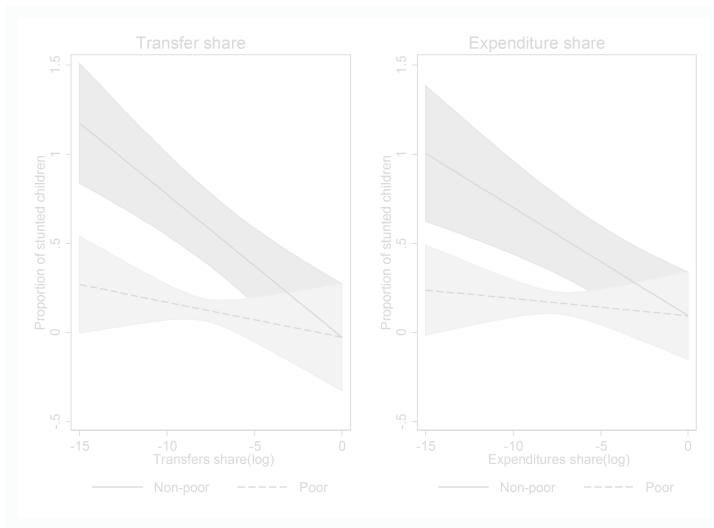 Transfer share
Proportion of stunted children
1.5
1
.5
0
-.5
-15 -10 -5 0
Transfers share(log)
Non-poor Poor
Expenditure share
Proportion of stunted children
1.5
1
.5
0
-.5
-15 -10 -5 0
Expenditures share(log)
Non-poor Poor